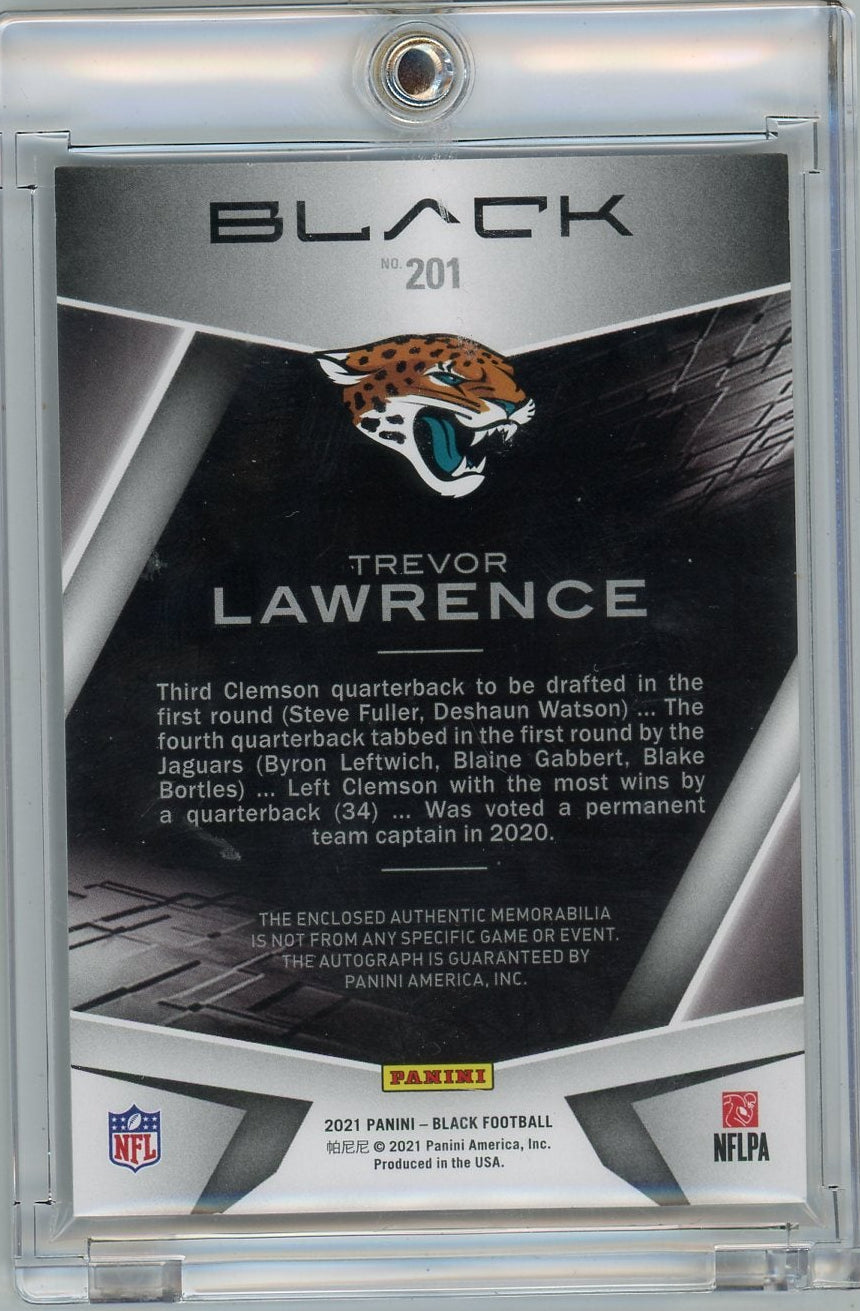 BLACK
NO. 201
TREVOR
LAWRENCE
Third Clemson quarterback to be drafted in the
first round (Steve Fuller, Deshaun Watson) ... The
fourth quarterback tabbed in the first round by the
Jaguars (Byron Leftwich, Blaine Gabbert, Blake
Bortles) ... Left Clemson with the most wins by
a quarterback (34) ... Was voted a permanent
team captain in 2020.
THE ENCLOSED AUTHENTIC MEMORABILIA
IS NOT FROM ANY SPECIFIC GAME OR EVENT.
THE AUTOGRAPH IS GUARANTEED BY
PANINI AMERICA, INC.
PANINI
NFL
2021 PANINI – BLACK FOOTBALL
帕尼尼 © 2021 Panini America, Inc.
Produced in the USA.
NFLPA